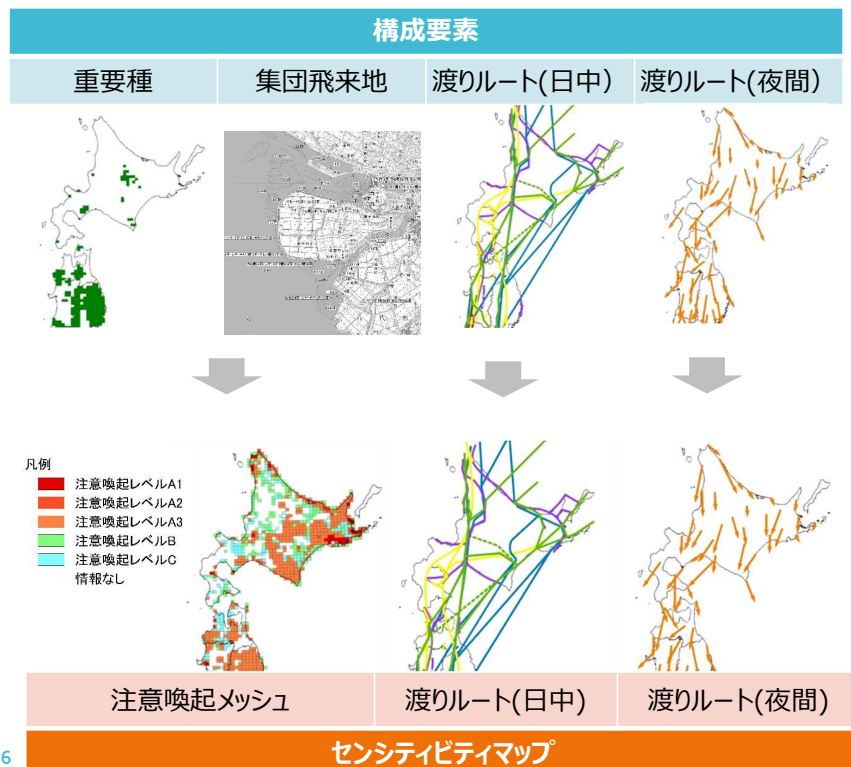 構成要素
重要種
集団飛来地
渡りルート(日中)
渡りルート(夜間)
凡例
注意喚起レベルA1
注意喚起レベルA2
注意喚起レベルA3
注意喚起レベルB
注意喚起レベルC
情報なし
注意喚起メッシュ
渡りルート(日中)
渡りルート(夜間)
6
センシティビティマップ